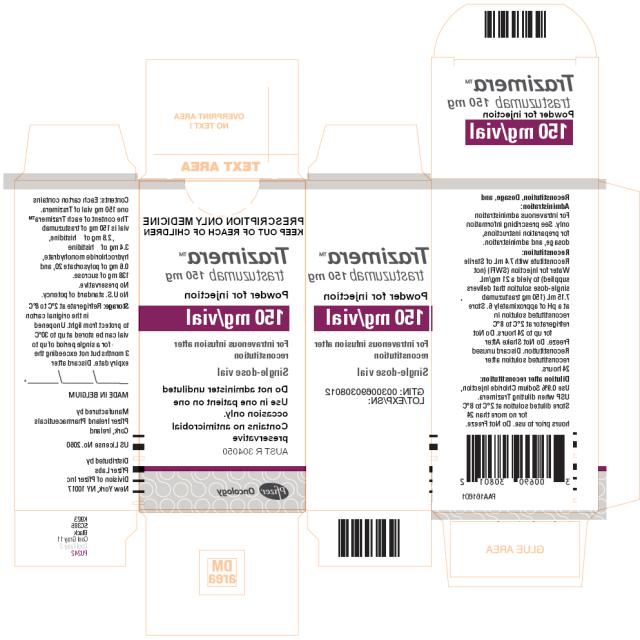 Trazimera™
trastuzumab 150 mg
Powder for injection
150 mg/vial
Reconstitution, Dosage, and
Administration:
For intravenous administration
only. See prescribing information
for preparation instructions,
dosage, and administration.
Reconstitution:
Reconstitute with 7.4 mL of Sterile
Water for Injection (SWFI) (not
supplied) to yield a 21 mg/mL
single-dose solution that delivers
7.15 mL (150 mg trastuzumab)
at a pH of approximately 6. Store
reconstituted solution in
refrigerator at 2°C to 8°C
for up to 24 hours. Do Not
Freeze. Do Not Shake After
Reconstitution. Discard unused
reconstituted solution after
24 hours.
Dilution after reconstitution:
Use 0.9% Sodium Chloride Injection,
USP when diluting Trazimera.
Store diluted solution at 2°C to 8°C
for no more than 24
hours prior to use. Do Not Freeze.
3 00690 30801 2
PAA161601
GLUE AREA
Trazimera™
trastuzumab 150 mg
Powder for injection
150 mg/vial
For intravenous infusion after
reconstitution
Single-dose vial
GTIN: 00300690308012
LOT/EXP/SN:
OVERPRINT AREA
NO TEXT !
TEXT AREA
PRESCRIPTION ONLY MEDICINE
KEEP OUT OF REACH OF CHILDREN
Trazimera™
trastuzumab 150 mg
Powder for injection
150 mg/vial
For intravenous infusion after
reconstitution
Single-dose vial
Do not administer undiluted
Use in one patient on one
occasion only.
Contains no antimicrobial
preservative
AUST R 304050
Pfizer Oncology
DM
area
Contents: Each carton contains
one 150 mg vial of Trazimera.
The content of each Trazimera™
vial is 150 mg of trastuzumab
, 2.8 mg of histidine,
3.4 mg of histidine
hydrochloride monohydrate,
0.6 mg of polysorbate 20, and
136 mg of sucrose.
No preservative.
No U.S. standard of potency.
Storage: Refrigerate at 2°C to 8°C
in the original carton
to protect from light. Unopened
vial can be stored at up to 30°C
for a single period of up to
3 months but not exceeding the
expiry date. Discard after
____/____/____.
MADE IN BELGIUM
Manufactured by
Pfizer Ireland Pharmaceuticals
Cork, Ireland
US License No. 2060
Distributed by
Pfizer Labs
Division of Pfizer Inc
New York, NY 10017
Black
Cool Gray 11
PU242